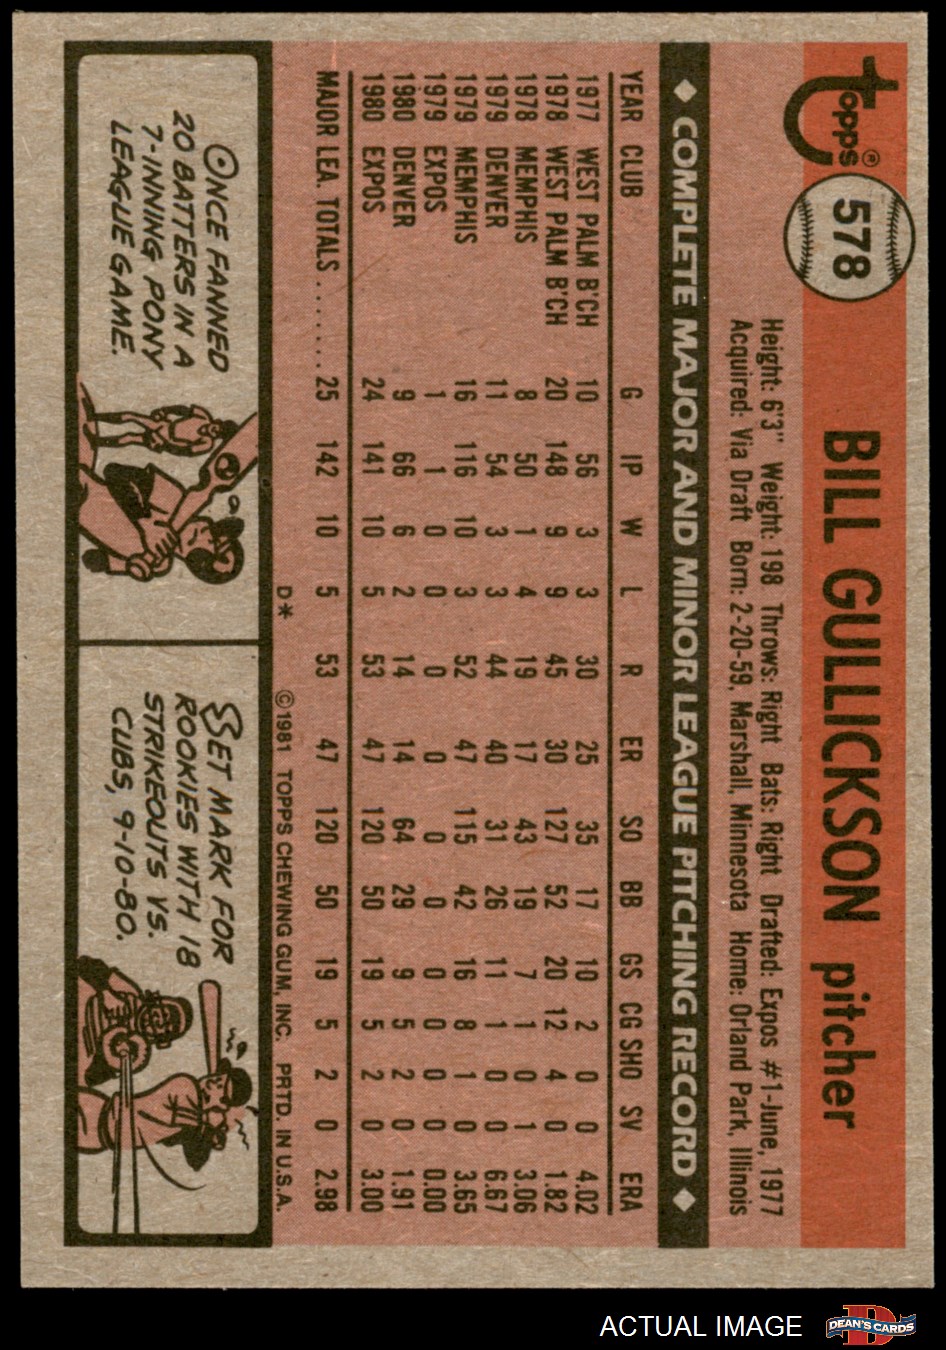 Topps®
578
BILL GULLICKSON pitcher
Height: 6'3" Weight: 198 Throws: Right Bats: Right Drafted: Expos #1-June, 1977
Acquired: Via Draft Born: 2-20-59, Marshall, Minnesota Home: Orland Park, Illinois
◆ COMPLETE MAJOR AND MINOR LEAGUE PITCHING RECORD ◆
YEAR CLUB G IP W L R ER SO BB GS CG SHO SV ERA
1977 WEST PALM B'CH 10 56 3 3 30 25 35 17 10 2 0 0 4.02
1978 WEST PALM B'CH 20 148 9 9 45 30 127 52 20 12 4 0 1.82
1978 MEMPHIS 8 50 1 4 19 17 43 19 7 1 0 1 3.06
1979 DENVER 11 54 3 3 44 40 31 26 11 1 0 0 6.67
1979 MEMPHIS 16 116 10 3 52 47 115 42 16 8 1 0 3.65
1979 EXPOS 1 1 0 0 0 0 0 0 0 0 0 0 0.00
1980 DENVER 9 66 6 2 14 14 64 29 9 5 2 0 1.91
1980 EXPOS 24 141 10 5 53 47 120 50 19 5 2 0 3.00
MAJOR LEA. TOTALS...... 25 142 10 5 53 47 120 50 19 5 2 0 2.98
D* © 1981 TOPPS CHEWING GUM, INC. PRTD. IN U.S.A.
ONCE FANNED
20 BATTERS IN A
7-INNING PONY
LEAGUE GAME.
SET MARK FOR
ROOKIES WITH 18
STRIKEOUTS VS.
CUBS, 9-10-80.
ACTUAL IMAGE
D
DEAN'S CARDS